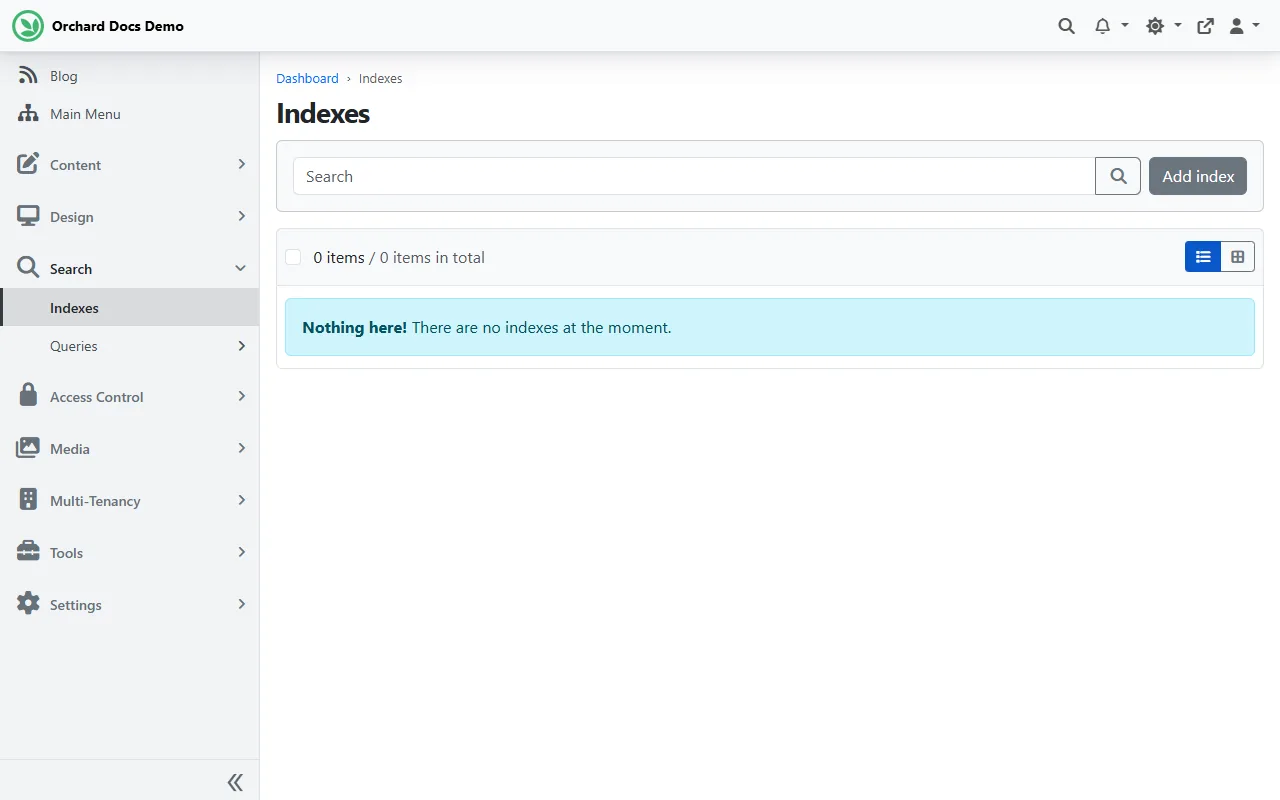 Orchard Docs Demo
Blog
Main Menu
Content
Design
Search
Indexes
Queries
Access Control
Media
Multi-Tenancy
Tools
Settings
Dashboard › Indexes
Indexes
Search
Add index
0 items / 0 items in total
Nothing here! There are no indexes at the moment.